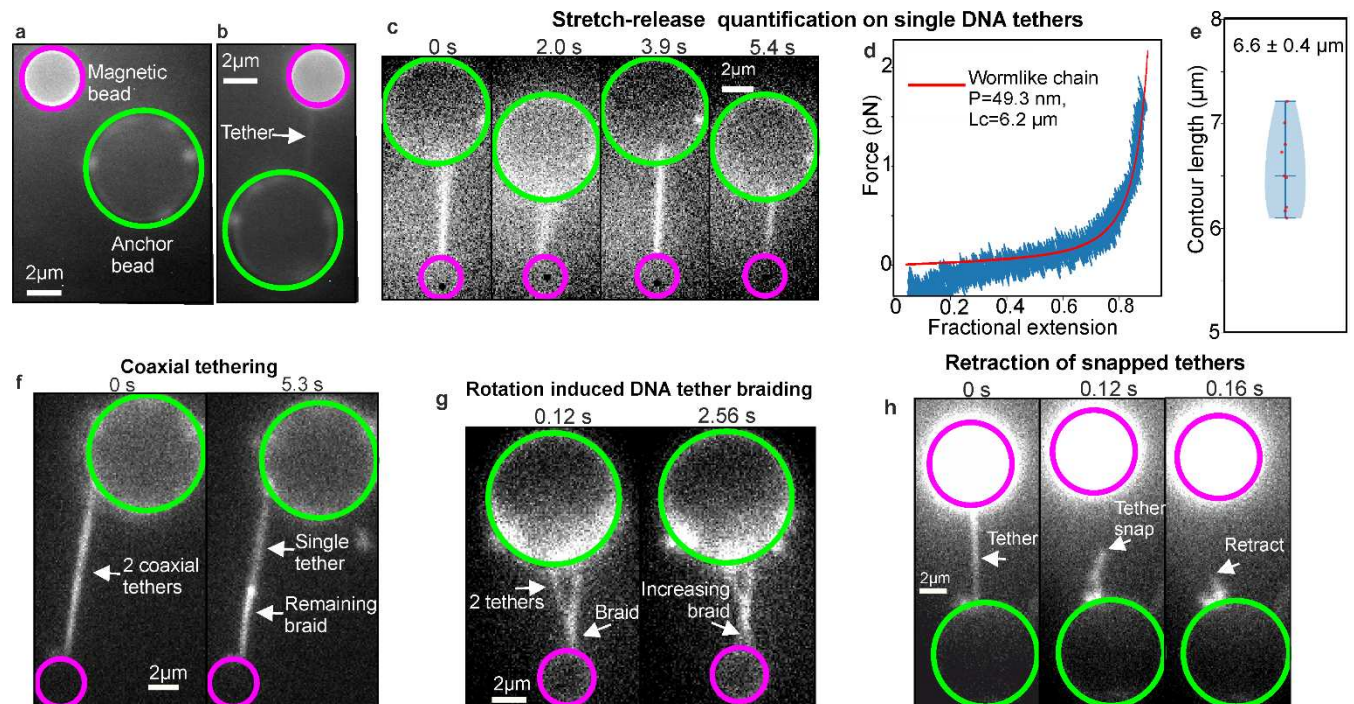 Stretch-release quantification on single DNA tethers
a
2µm
Magnetic
bead
Anchor
bead
b
2µm
Tether
c
0 s
2.0 s
3.9 s
5.4 s
2µm
d
Force (pN)
2
1
0
Wormlike chain
P=49.3 nm,
Lc=6.2 µm
0
0.2
0.4
0.6
0.8
Fractional extension
e
Contour length (µm)
8
7
6
5
6.6 ± 0.4 µm
f
Coaxial tethering
0 s
5.3 s
2 coaxial
tethers
2µm
Single
tether
Remaining
braid
g
Rotation induced DNA tether braiding
0.12 s
2.56 s
2 tethers
Braid
2µm
Increasing
braid
h
Retraction of snapped tethers
0 s
0.12 s
0.16 s
Tether
2µm
Tether
snap
Retract